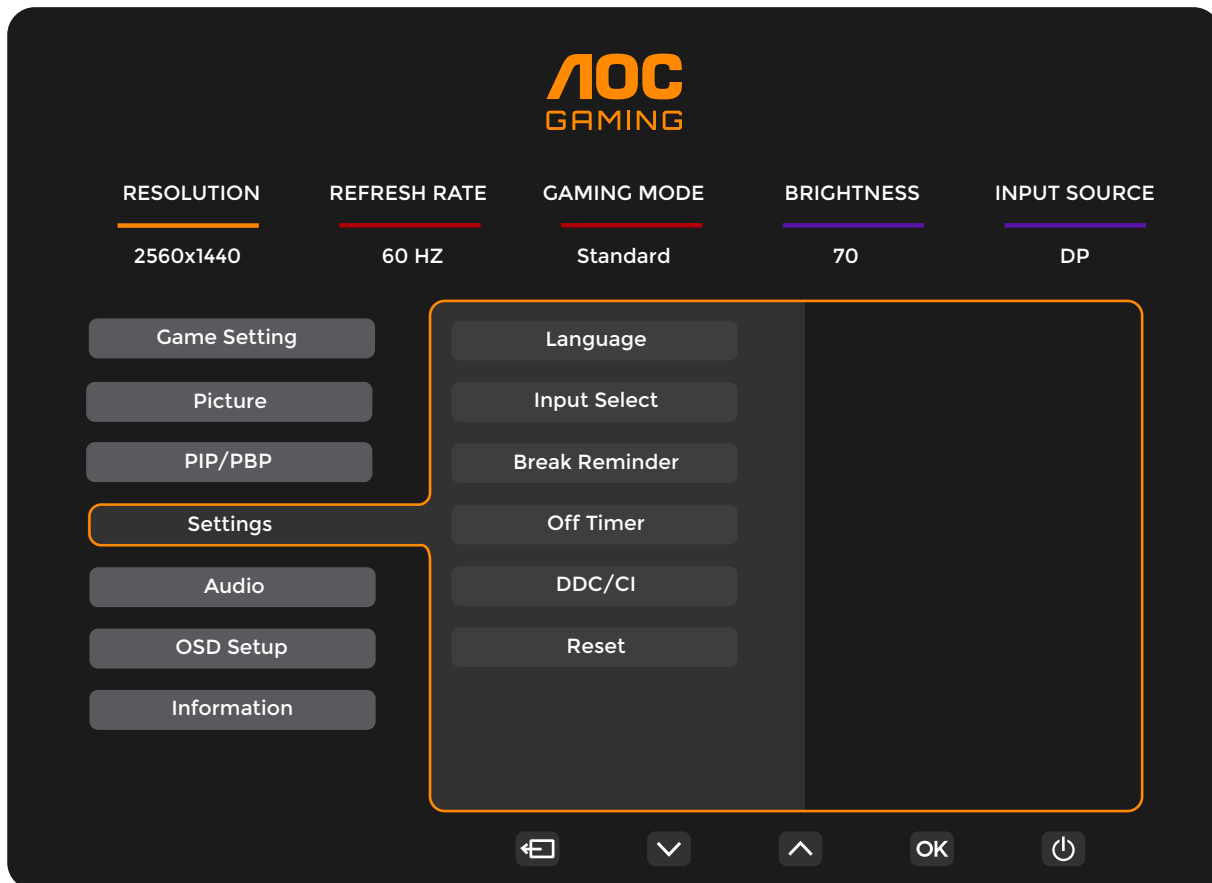 AOC
GAMING
RESOLUTION REFRESH RATE GAMING MODE BRIGHTNESS INPUT SOURCE
2560x1440 60 HZ Standard 70 DP
Game Setting
Picture
PIP/PBP
Settings
Audio
OSD Setup
Information
Language
Input Select
Break Reminder
Off Timer
DDC/CI
Reset
OK